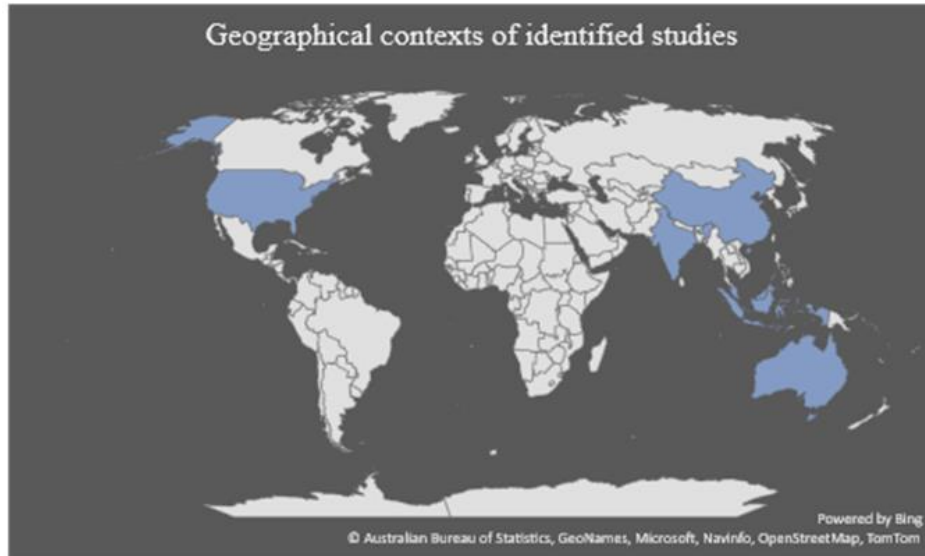 Geographical contexts of identified studies
Powered by Bing
© Australian Bureau of Statistics, GeoNames, Microsoft, Navinfo, OpenStreetMap, TomTom